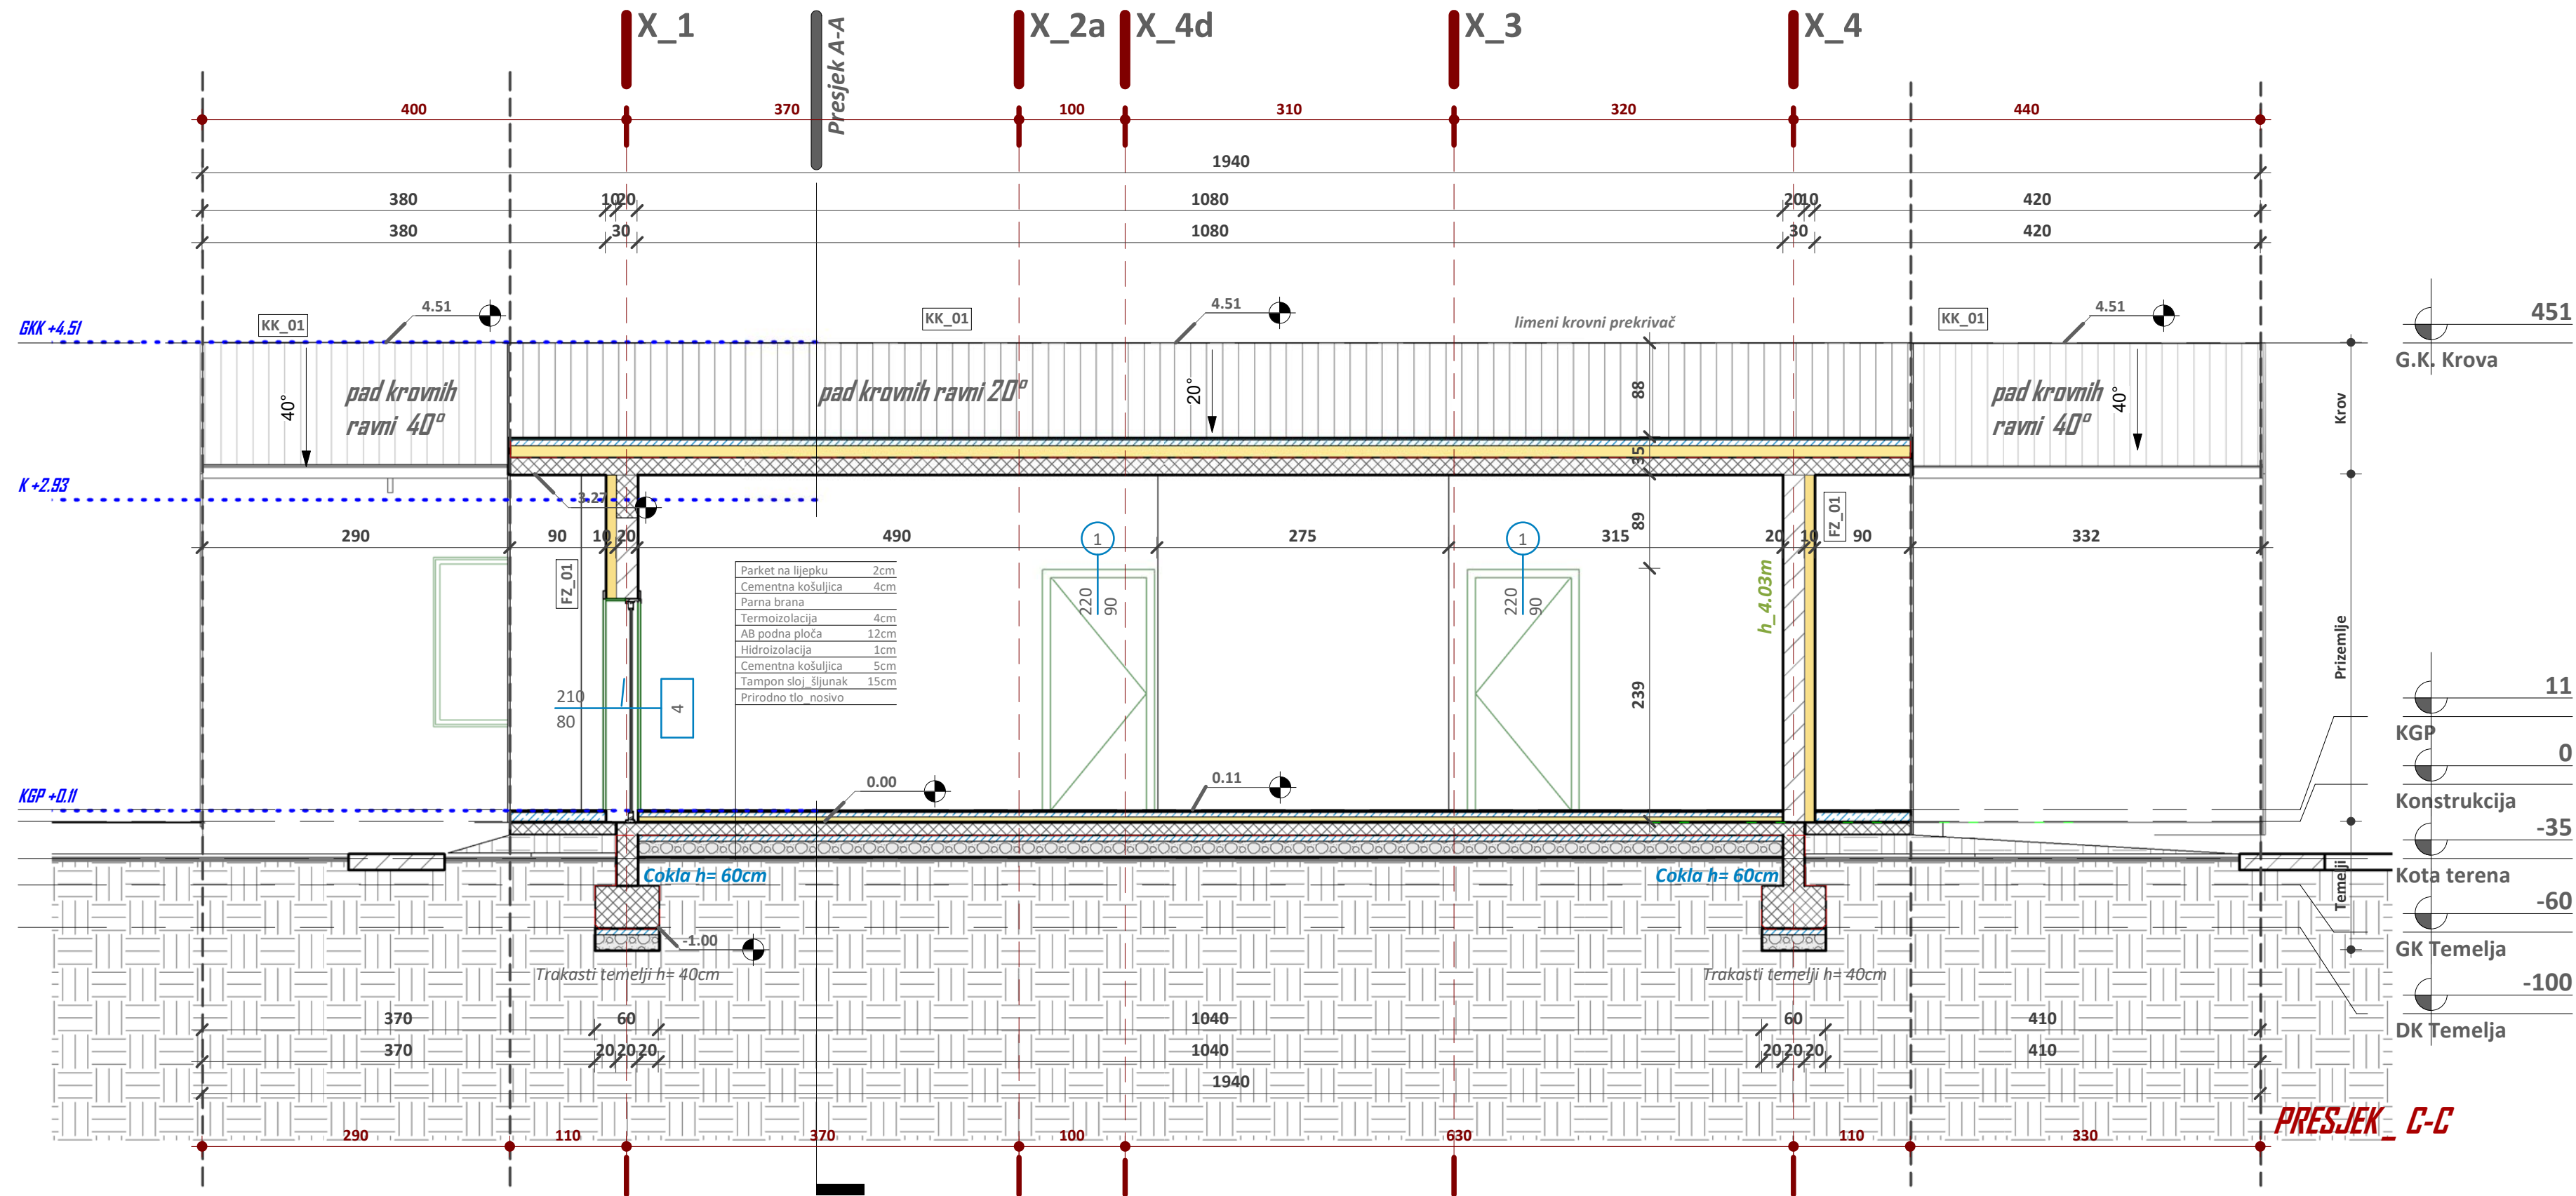 X_1
Presjek A-A
X_2a
X_4d
X_3
X_4
400
370
100
310
320
440
1940
380
10
20
1080
20
10
420
380
30
1080
30
420
GKK +4.51
KK_01
4.51
KK_01
4.51
limeni krovni prekrivač
KK_01
4.51
451
G.K. Krova
40°
pad krovnih
ravni 40°
pad krovnih ravni 20°
20°
88
pad krovnih
ravni 40°
40°
Krov
35
K +2.93
3.27
290
90
10
20
490
1
275
1
89
315
20
10
FZ_01
90
332
FZ_01
Parket na lijepku 2cm
Cementna košuljica 4cm
Parna brana
Termoizolacija 4cm
AB podna ploča 12cm
Hidroizolacija 1cm
Cementna košuljica 5cm
Tampon sloj_šljunak 15cm
Prirodno tlo_nosivo
220
90
220
90
h_4.03m
Prizemlje
210
80
4
239
11
KGP
0
Konstrukcija
KGP +0.11
0.00
0.11
-35
Kota terena
Cokla h= 60cm
Cokla h= 60cm
Temelji
-60
GK Temelja
-1.00
Trakasti temelji h= 40cm
Trakasti temelji h= 40cm
-100
DK Temelja
370
60
1040
60
410
370
20
20
20
1040
20
20
20
410
1940
PRESJEK_ C-C
290
110
370
100
630
110
330